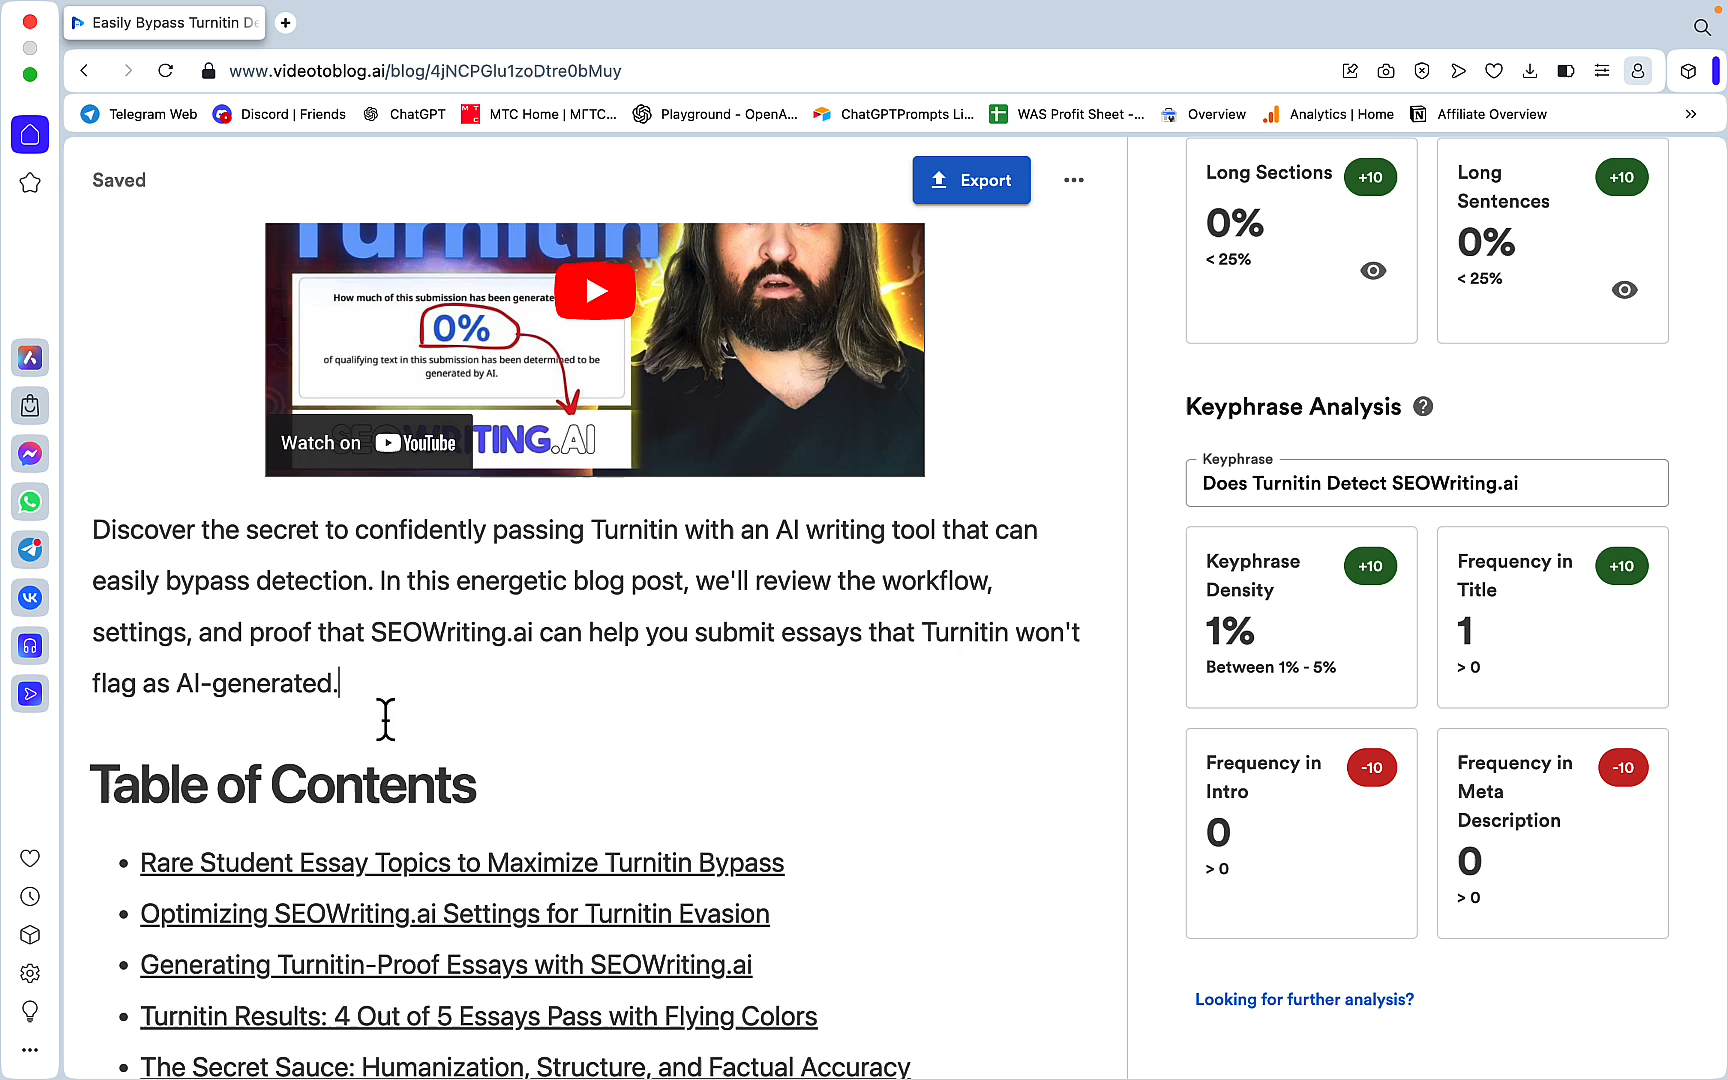 Easily Bypass Turnitin De
www.videotoblog.ai/blog/4jNCPGlu1zoDtre0bMuy
Telegram Web
Discord | Friends
ChatGPT
МТС Home | МГТС...
Playground - OpenA...
ChatGPTPrompts Li...
WAS Profit Sheet -...
Overview
Analytics | Home
Affiliate Overview
Saved
Export
Turnitin
How much of this submission has been generate
0%
of qualifying text in this submission has been determined to be
generated by AI.
SEOWRITING.AI
Watch on YouTube
Discover the secret to confidently passing Turnitin with an AI writing tool that can
easily bypass detection. In this energetic blog post, we'll review the workflow,
settings, and proof that SEOWriting.ai can help you submit essays that Turnitin won't
flag as AI-generated.
Table of Contents
• Rare Student Essay Topics to Maximize Turnitin Bypass
• Optimizing SEOWriting.ai Settings for Turnitin Evasion
• Generating Turnitin-Proof Essays with SEOWriting.ai
• Turnitin Results: 4 Out of 5 Essays Pass with Flying Colors
• The Secret Sauce: Humanization, Structure, and Factual Accuracy
Long Sections
+10
0%
< 25%
Long
Sentences
+10
0%
< 25%
Keyphrase Analysis
Keyphrase
Does Turnitin Detect SEOWriting.ai
Keyphrase
Density
+10
1%
Between 1% - 5%
Frequency in
Title
+10
1
> 0
Frequency in
Intro
-10
0
> 0
Frequency in
Meta
Description
-10
0
> 0
Looking for further analysis?